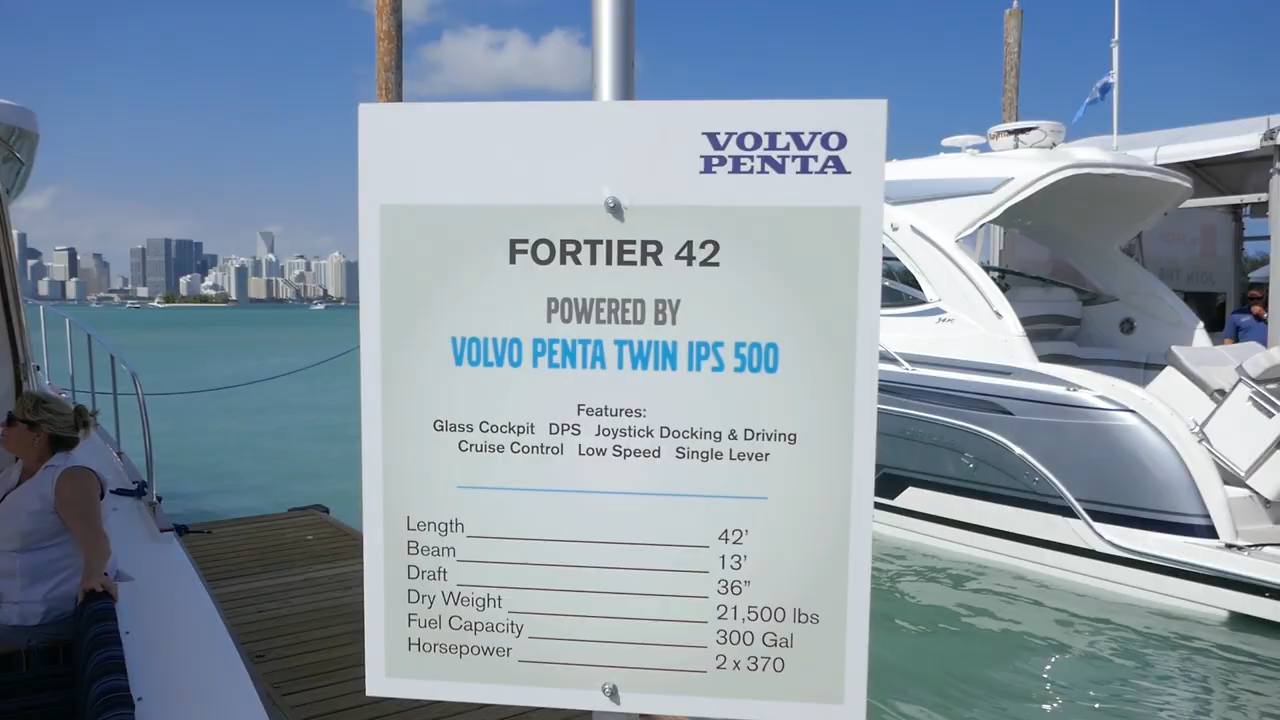 VOLVO
PENTA
FORTIER 42
POWERED BY
VOLVO PENTA TWIN IPS 500
Features:
Glass Cockpit DPS Joystick Docking & Driving
Cruise Control Low Speed Single Lever
Length 42'
Beam 13'
Draft 36"
Dry Weight 21,500 lbs
Fuel Capacity 300 Gal
Horsepower 2 x 370
JOIN THE